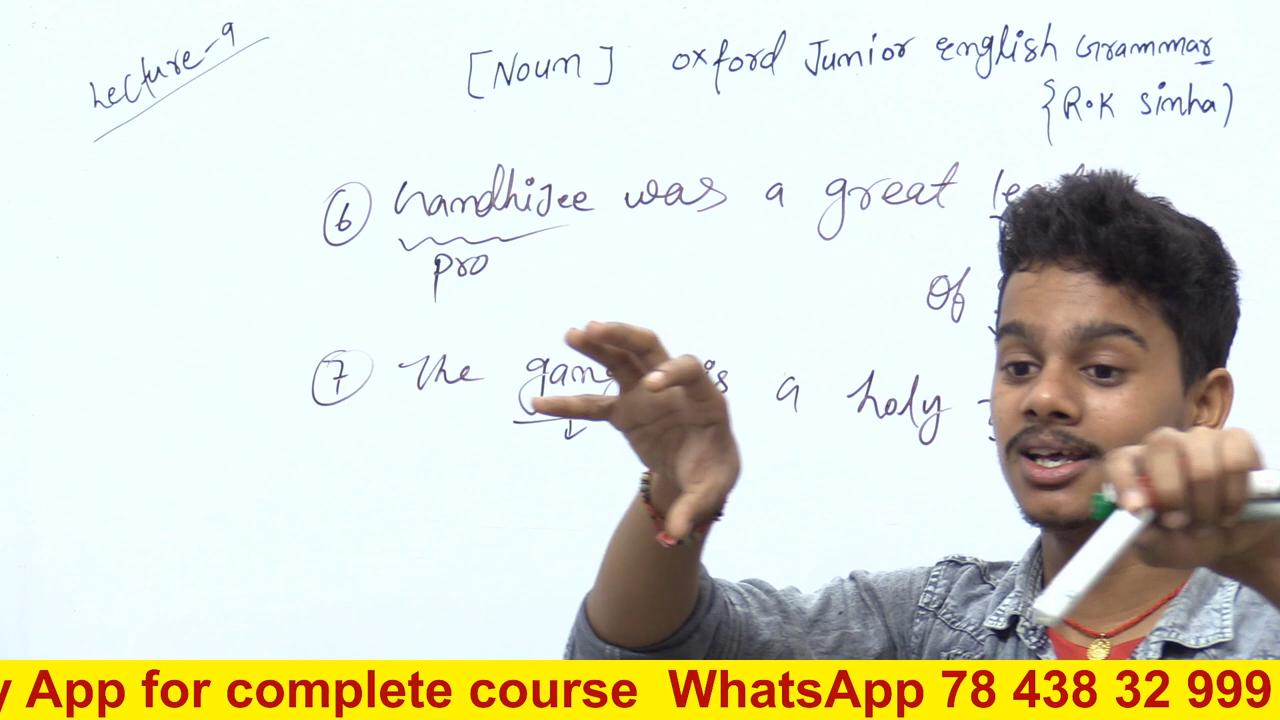 Lecture-9
[Noun] oxford Junior English Grammar
{R.K Sinha)
6 Gandhijee was a great
pro
Of
7 The is a holy
App for complete course WhatsApp 78 438 32 999